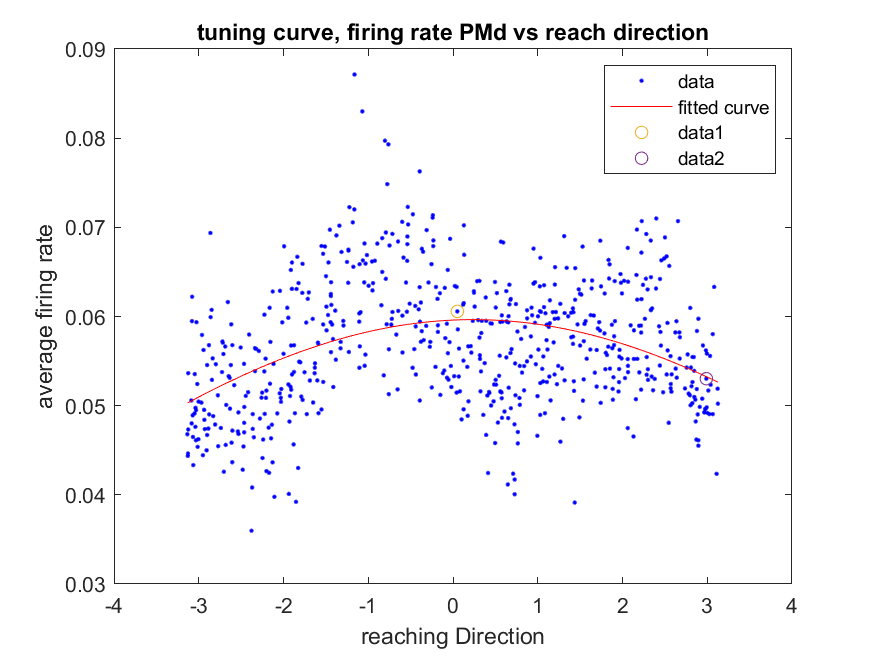 tuning curve, firing rate PMd vs reach direction
0.09
0.08
0.07
0.06
0.05
0.04
0.03
average firing rate
data
fitted curve
data1
data2
-4 -3 -2 -1 0 1 2 3 4
reaching Direction